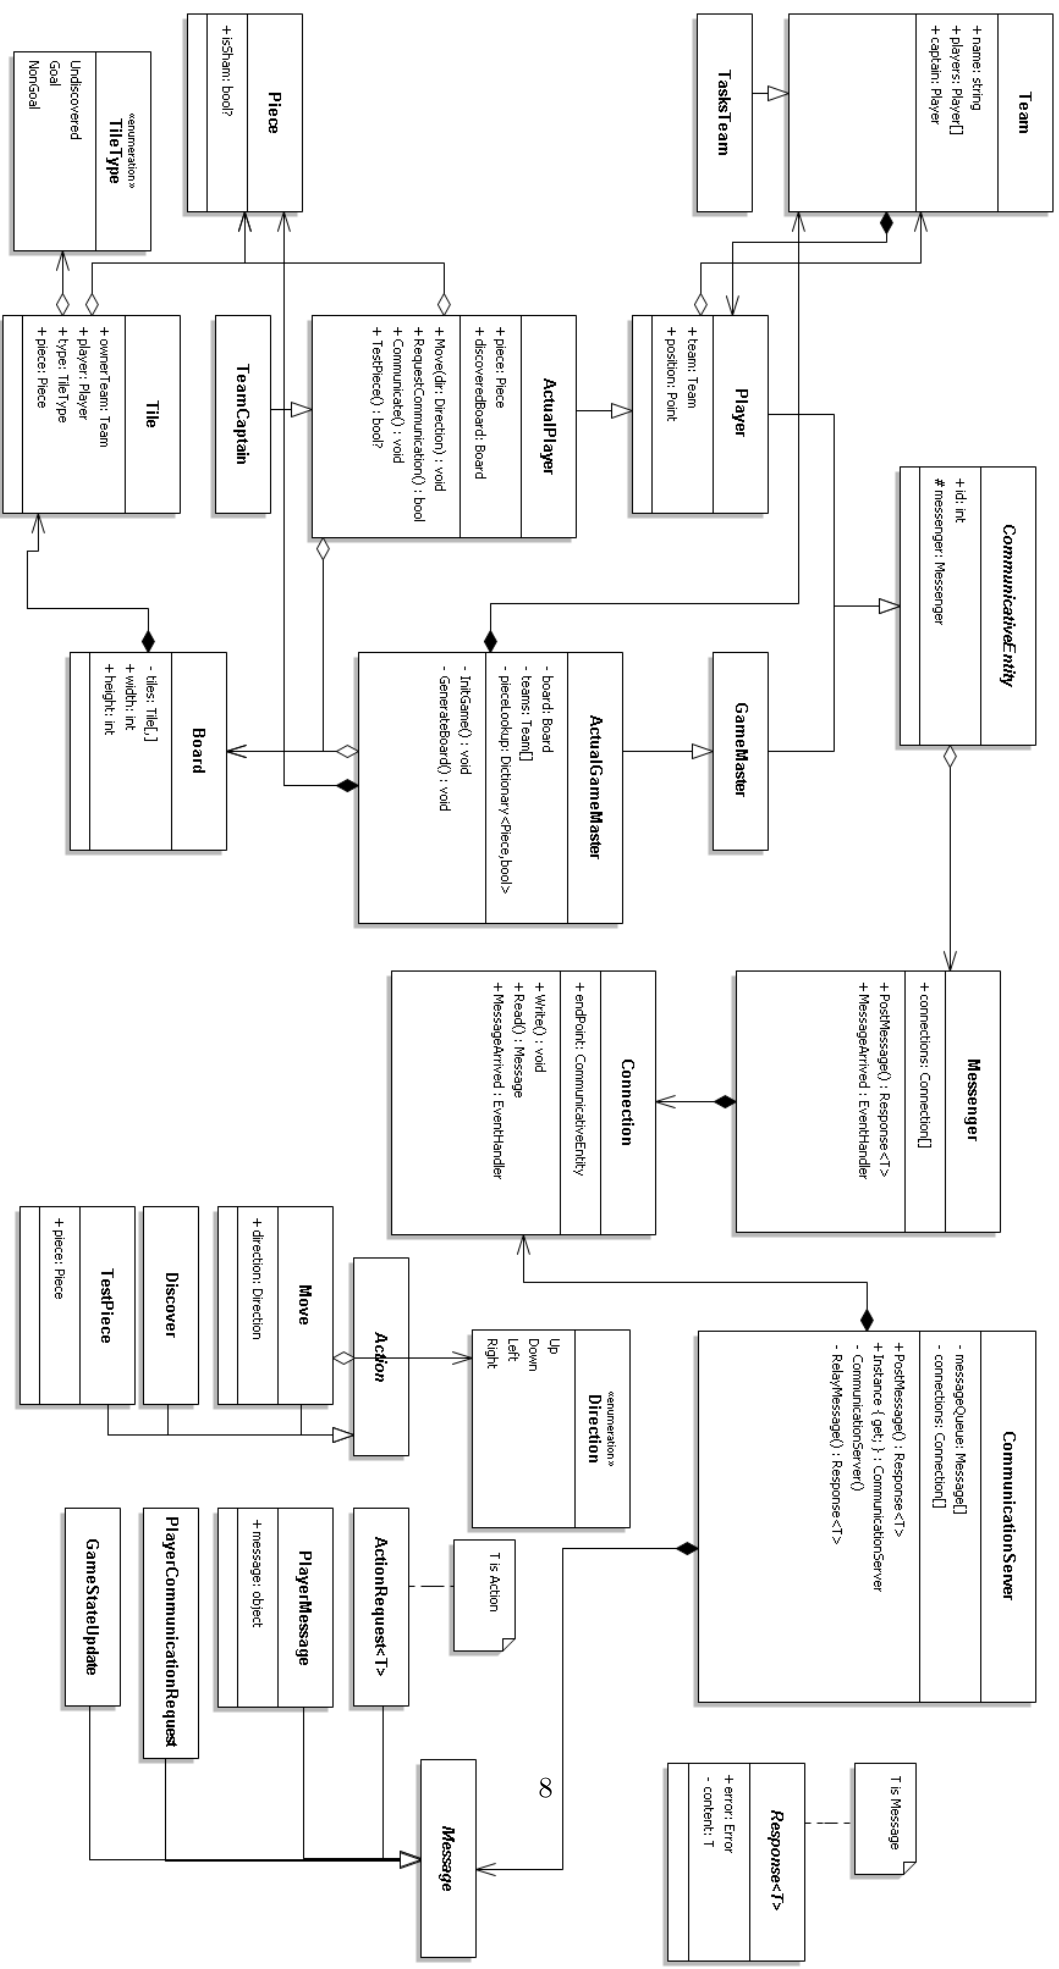 Team
+ name: string
+ players: Player[]
+ captain: Player
TasksTeam
Piece
+ isSham: bool?
«enumeration»
TileType
Undiscovered
Goal
NonGoal
CommunicativeEntity
+ id: int
# messenger: Messenger
Player
+ team: Team
+ position: Point
ActualPlayer
+ piece: Piece
+ discoveredBoard: Board
+ Move(dir: Direction) : void
+ RequestCommunication() : bool
+ Communicate() : void
+ TestPiece() : bool?
TeamCaptain
Tile
+ ownerTeam: Team
+ player: Player
+ type: TileType
+ piece: Piece
GameMaster
ActualGameMaster
- board: Board
- teams: Team[]
- pieceLookup: Dictionary<Piece,bool>
- InitGame() : void
- GenerateBoard() : void
Board
- tiles: Tile[,]
+ width: int
+ height: int
Messenger
+ connections: Connection[]
+ PostMessage() : Response<T>
+ MessageArrived : EventHandler
Connection
+ endPoint: CommunicativeEntity
+ Write() : void
+ Read() : Message
+ MessageArrived : EventHandler
CommunicationServer
- messageQueue: Message[]
- connections: Connection[]
+ PostMessage() : Response<T>
+ Instance { get; } : CommunicationServer
- CommunicationServer()
- RelayMessage() : Response<T>
«enumeration»
Direction
Up
Down
Left
Right
Action
Move
+ direction: Direction
Discover
TestPiece
+ piece: Piece
T is Action
ActionRequest<T>
PlayerMessage
+ message: object
PlayerCommunicationRequest
GameStateUpdate
∞
Message
T is Message
Response<T>
+ error: Error
- content: T